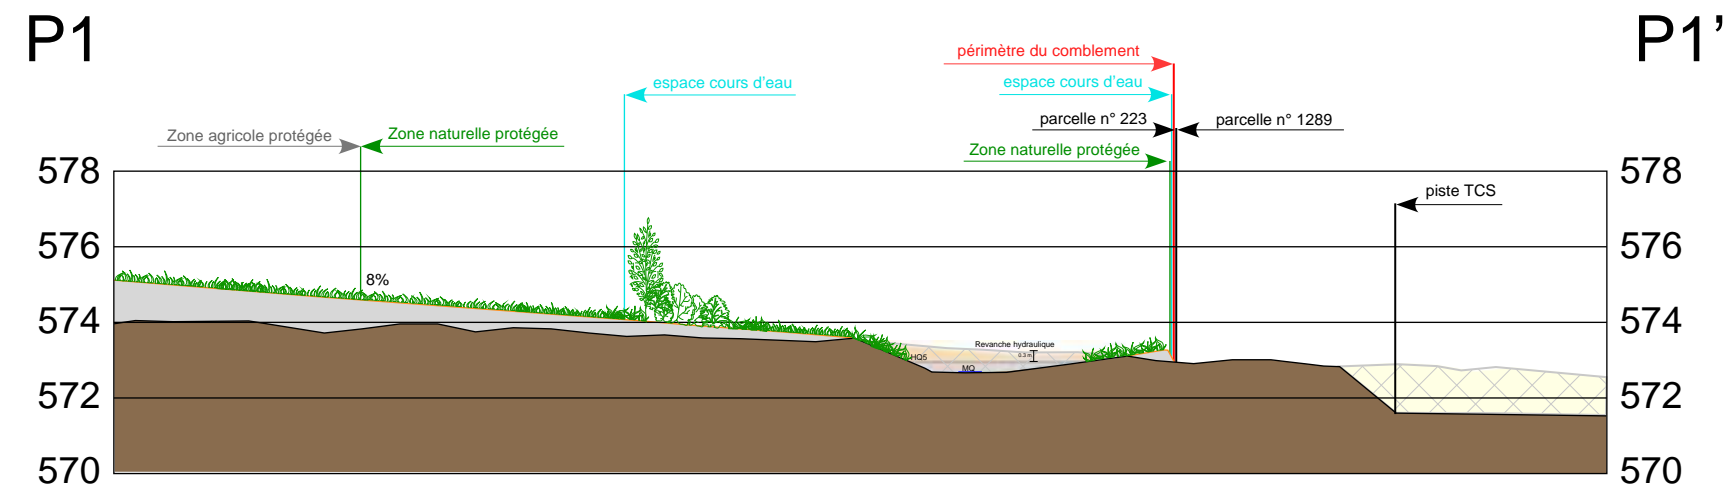 P1
P1’
périmètre du comblement
espace cours d’eau
espace cours d’eau
parcelle n° 223
parcelle n° 1289
Zone agricole protégée
Zone naturelle protégée
Zone naturelle protégée
578
578
piste TCS
576
576
8%
574
574
Revanche hydraulique
0.3 m
HQ5
MQ
572
572
570
570